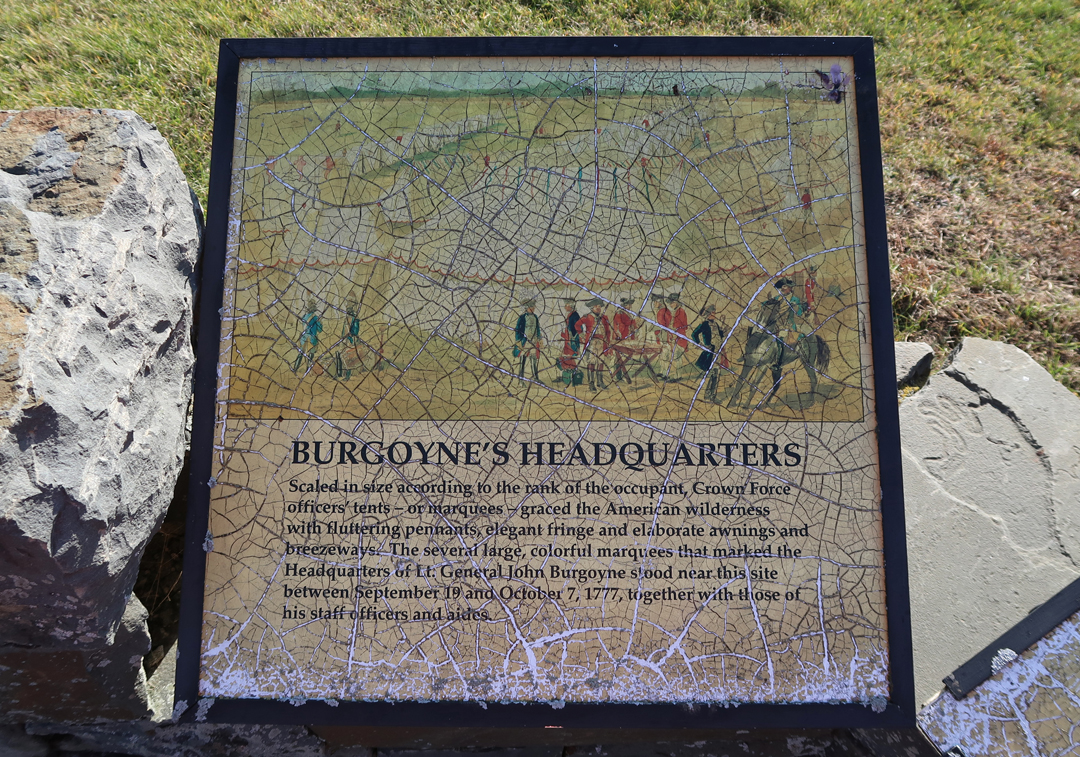 BURGOYNE'S HEADQUARTERS
Scaled in size according to the rank of the occupant, Crown Force
officers' tents – or marquees – graced the American wilderness
with fluttering pennants, elegant fringe and elaborate awnings and
breezeways. The several large, colorful marquees that marked the
Headquarters of Lt. General John Burgoyne stood near this site
between September 19 and October 7, 1777, together with those of
his staff officers and aides.